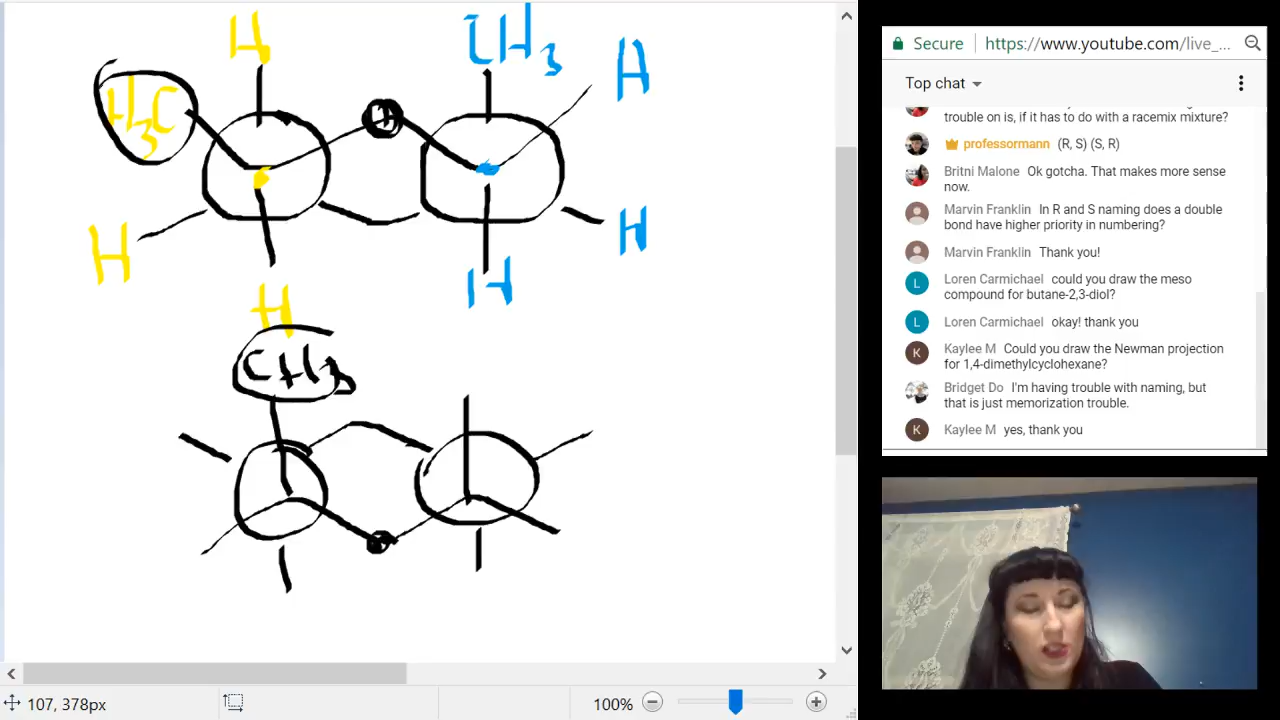 H
CH3
H
H3C
H
H
H
H
CH3
Secure https://www.youtube.com/live_...
Top chat
trouble on is, if it has to do with a racemix mixture?
professormann (R, S) (S, R)
Britni Malone Ok gotcha. That makes more sense
now.
Marvin Franklin In R and S naming does a double
bond have higher priority in numbering?
Marvin Franklin Thank you!
L
Loren Carmichael could you draw the meso
compound for butane-2,3-diol?
L
Loren Carmichael okay! thank you
K
Kaylee M Could you draw the Newman projection
for 1,4-dimethylcyclohexane?
Bridget Do I'm having trouble with naming, but
that is just memorization trouble.
K
Kaylee M yes, thank you
107, 378px
100%